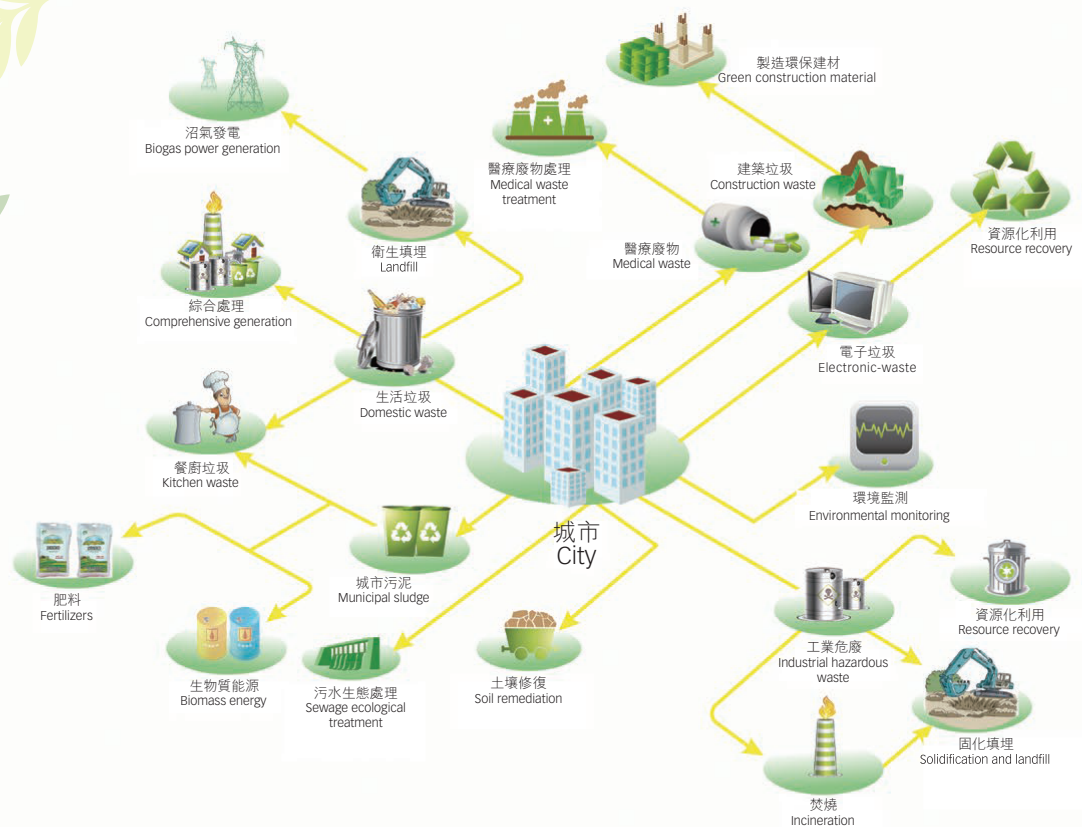 製造環保建材
Green construction material
沼氣發電
Biogas power generation
醫療廢物處理
Medical waste
treatment
建築垃圾
Construction waste
資源化利用
Resource recovery
衛生填埋
Landfill
醫療廢物
Medical waste
綜合處理
Comprehensive generation
電子垃圾
Electronic-waste
生活垃圾
Domestic waste
餐廚垃圾
Kitchen waste
環境監測
Environmental monitoring
城市
City
肥料
Fertilizers
城市污泥
Municipal sludge
資源化利用
Resource recovery
工業危廢
Industrial hazardous
waste
生物質能源
Biomass energy
污水生態處理
Sewage ecological
treatment
土壤修復
Soil remediation
固化填埋
Solidification and landfill
焚燒
Incineration